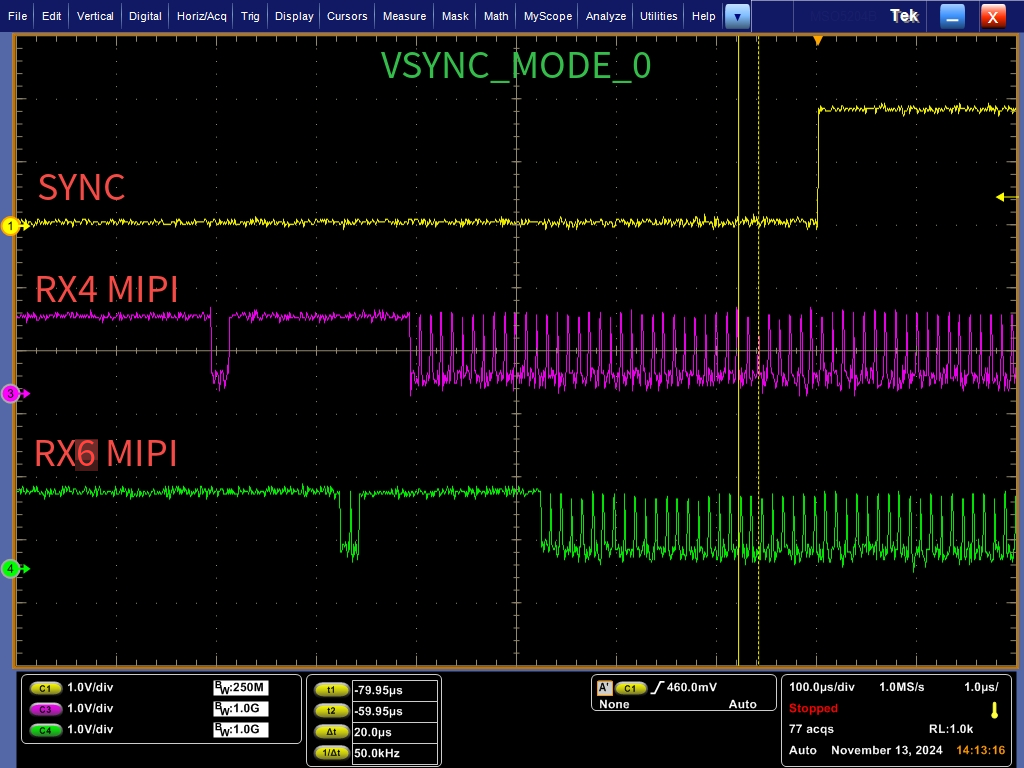 File Edit Vertical Digital Horiz/Acq Trig Display Cursors Measure Mask Math MyScope Analyze Utilities Help Tek X
VSYNC_MODE_0
SYNC
1
RX4 MIPI
3
RX6 MIPI
4
C1 1.0V/div BW:250M
C3 1.0V/div BW:1.0G
C4 1.0V/div BW:1.0G
t1 -79.95µs
t2 -59.95µs
Δt 20.0µs
1/Δt 50.0kHz
A' C1 460.0mV
None Auto
100.0µs/div 1.0MS/s 1.0µs/
Stopped
77 acqs RL:1.0k
Auto November 13, 2024 14:13:16